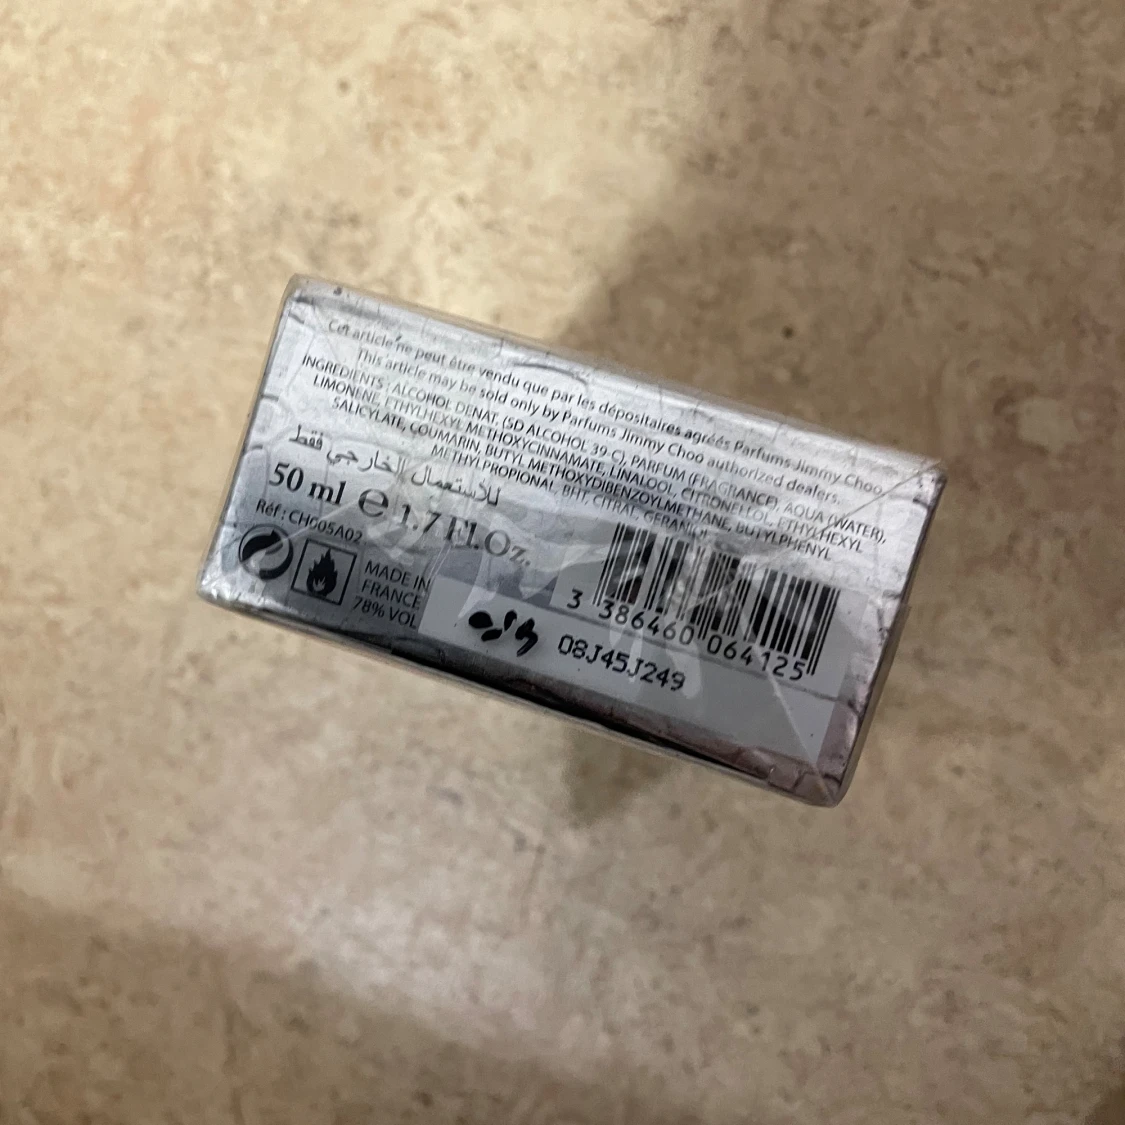 Cet article ne peut être vendu que par les dépositaires agréés Parfums Jimmy Choo.
This article may be sold only by Parfums Jimmy Choo authorized dealers.
INGREDIENTS : ALCOHOL DENAT. (SD ALCOHOL 39-C), PARFUM (FRAGRANCE), AQUA (WATER),
LIMONENE, ETHYLHEXYL METHOXYCINNAMATE, LINALOOL, CITRONELLOL, ETHYLHEXYL
SALICYLATE, COUMARIN, BUTYL METHOXYDIBENZOYLMETHANE, BUTYLPHENYL
METHYLPROPIONAL, BHT, CITRAL, GERANIOL
للاستعمال الخارجي فقط
50 ml e 1.7 Fl.Oz.
Réf : CH005A02
MADE IN
FRANCE
78% VOL
3 386460 064125
08J45J249